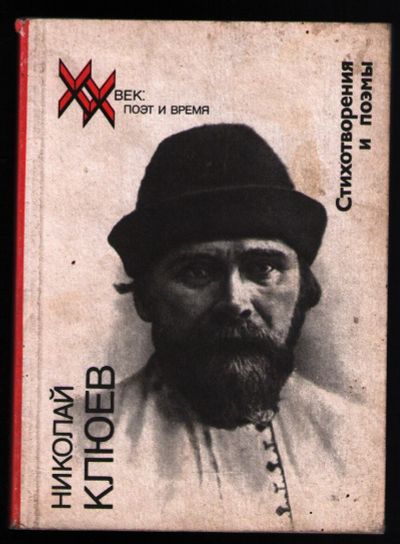 XX
ВЕК:
ПОЭТ И ВРЕМЯ
Стихотворения
и поэмы
НИКОЛАЙ
КЛЮЕВ